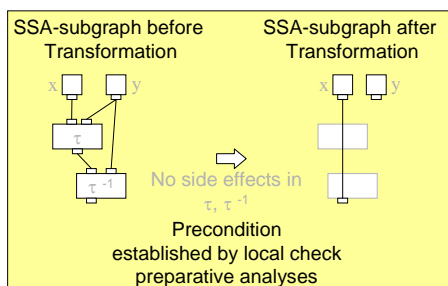 SSA-subgraph before
Transformation
SSA-subgraph after
Transformation
x y
x y
τ
τ -1
No side effects in
τ, τ -1
Precondition
established by local check
preparative analyses